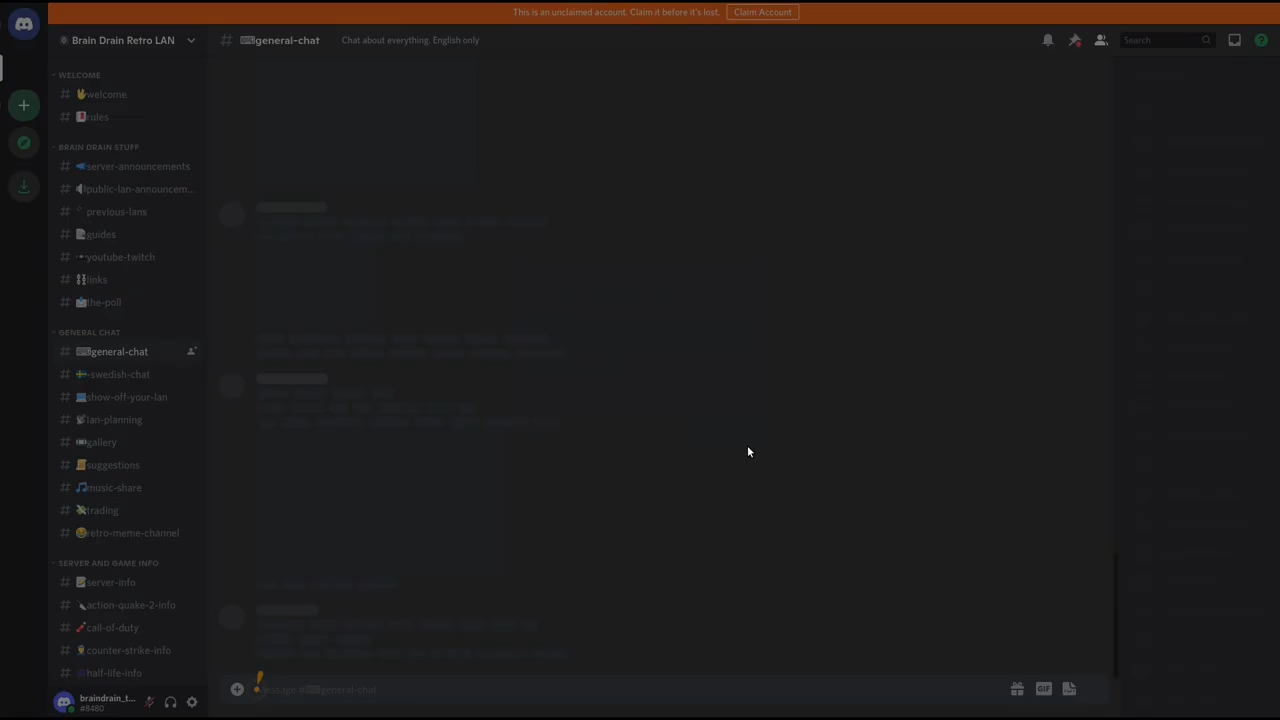 This is an unclaimed account. Claim it before it's lost.
Claim Account
Brain Drain Retro LAN
general-chat
Chat about everything. English only
Search
WELCOME
welcome
rules
BRAIN DRAIN STUFF
server-announcements
public-lan-announcem...
previous-lans
guides
youtube-twitch
links
the-poll
GENERAL CHAT
general-chat
-swedish-chat
show-off-your-lan
lan-planning
gallery
suggestions
music-share
trading
retro-meme-channel
SERVER AND GAME INFO
server-info
action-quake-2-info
call-of-duty
counter-strike-info
half-life-info
Message #general-chat
GIF
braindrain_t...
#8480